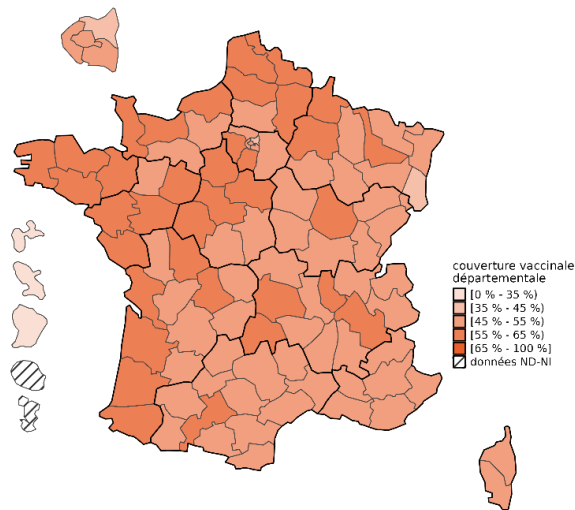 couverture vaccinale
départementale
[0 % - 35 %)
[35 % - 45 %)
[45 % - 55 %)
[55 % - 65 %)
[65 % - 100 %]
données ND-NI